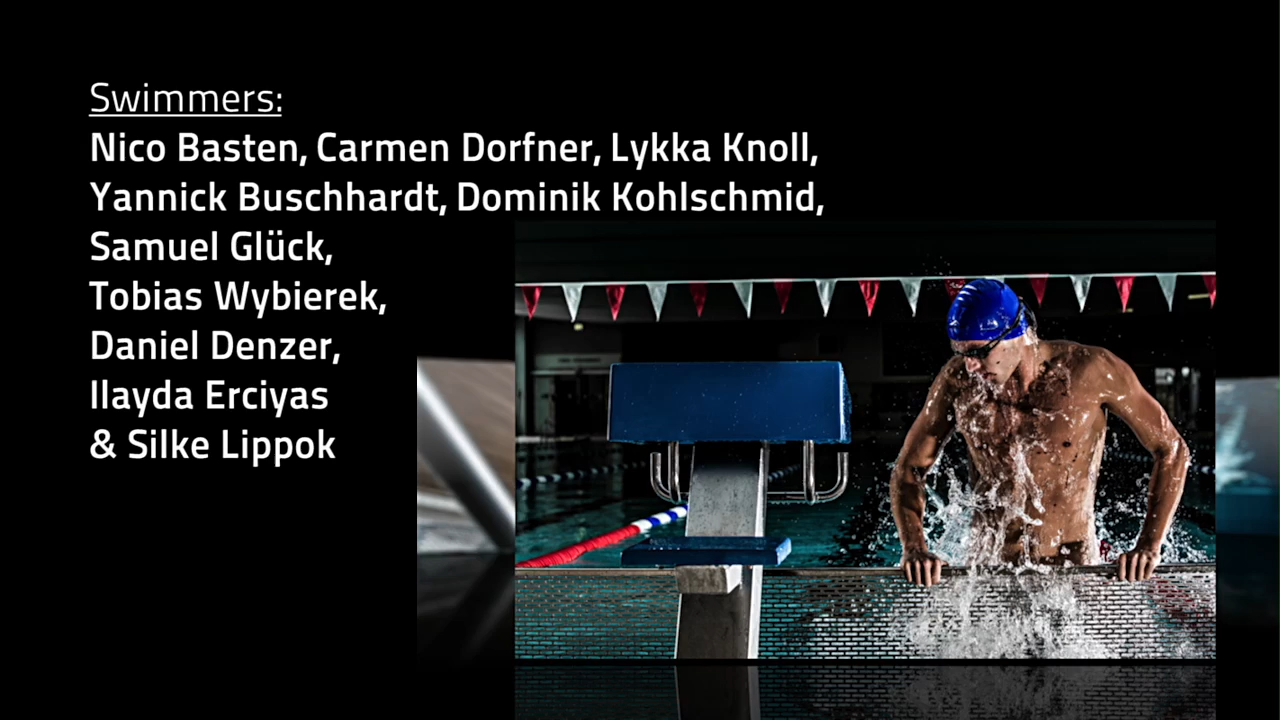 Swimmers:
Nico Basten, Carmen Dorfner, Lykka Knoll,
Yannick Buschhardt, Dominik Kohlschmid,
Samuel Glück,
Tobias Wybierek,
Daniel Denzer,
Ilayda Erciyas
& Silke Lippok